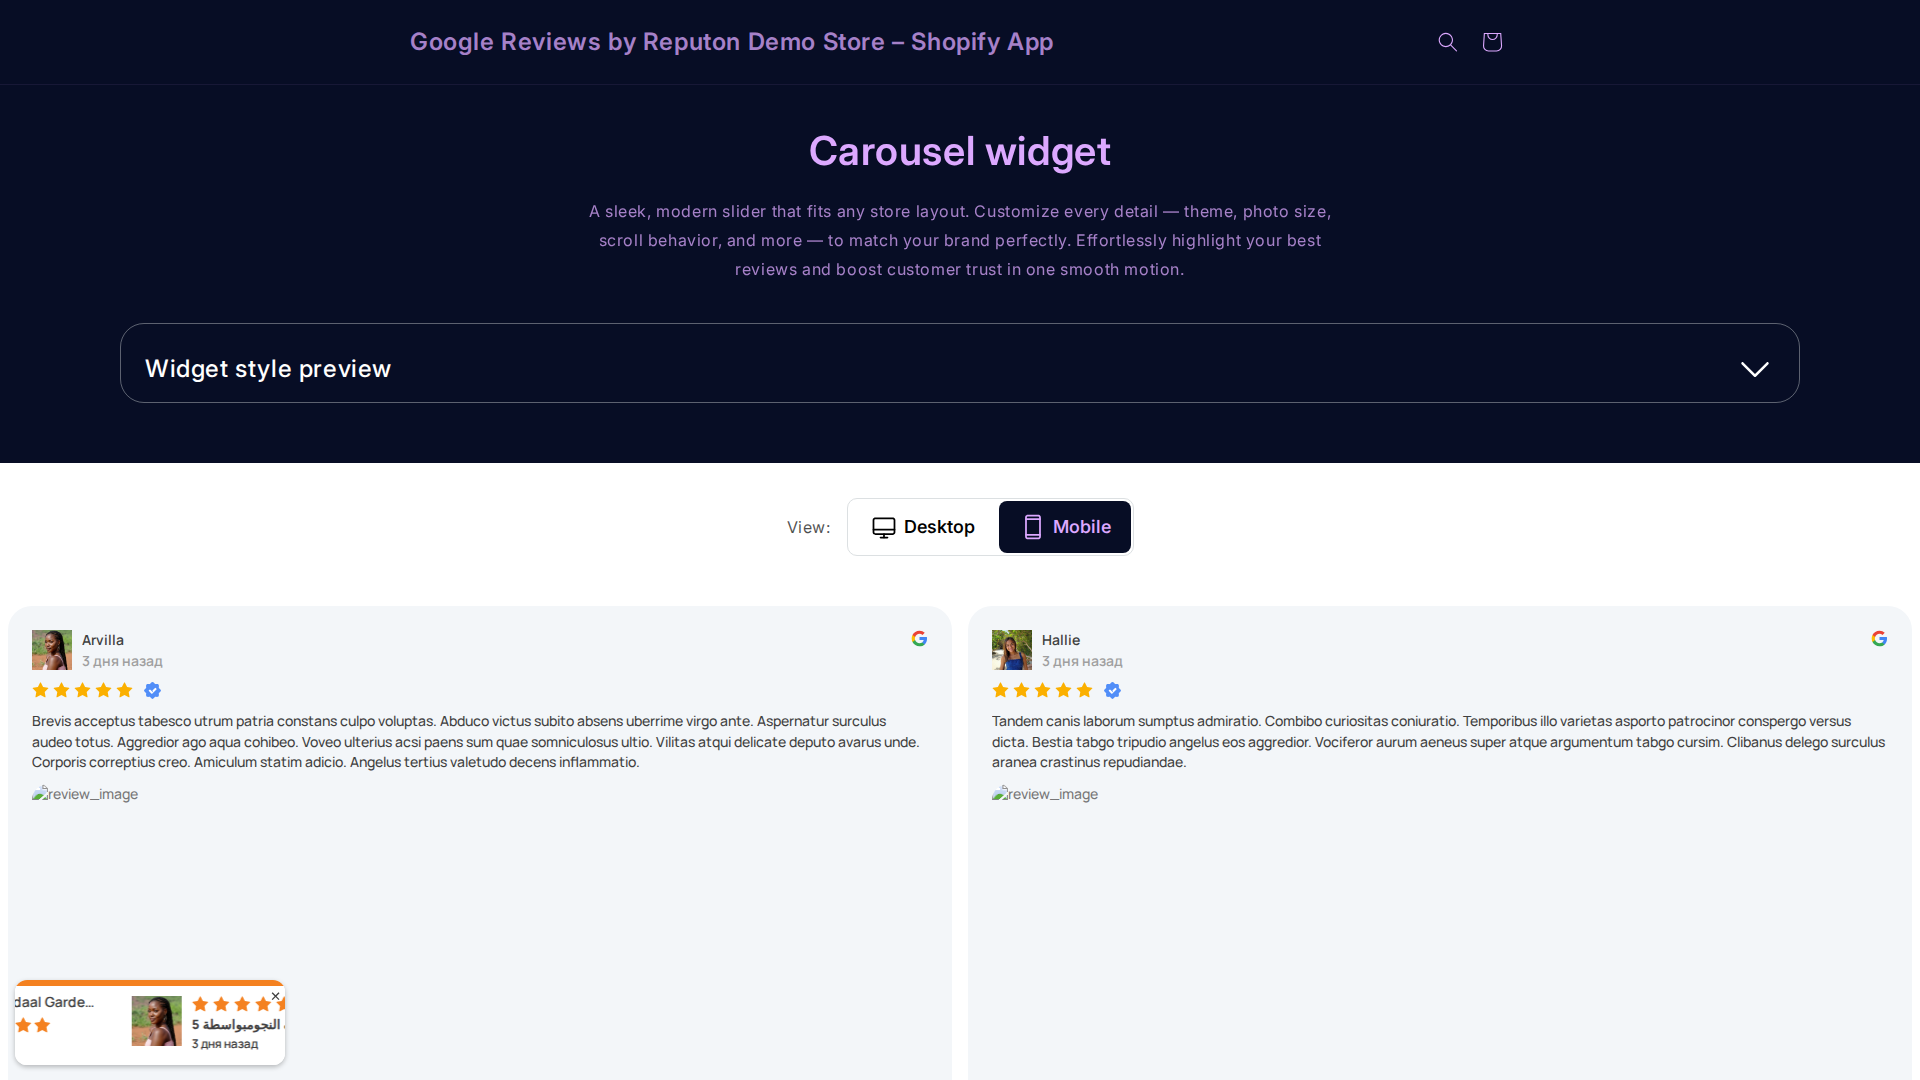 Google Reviews by Reputon Demo Store – Shopify App
Carousel widget
A sleek, modern slider that fits any store layout. Customize every detail — theme, photo size,
scroll behavior, and more — to match your brand perfectly. Effortlessly highlight your best
reviews and boost customer trust in one smooth motion.
Widget style preview
View:
Desktop
Mobile
Arvilla
3 дня назад
Brevis acceptus tabesco utrum patria constans culpo voluptas. Abduco victus subito absens uberrime virgo ante. Aspernatur surculus
audeo totus. Aggredior ago aqua cohibeo. Voveo ulterius acsi paens sum quae somniculosus ultio. Vilitas atqui delicate deputo avarus unde.
Corporis correptius creo. Amiculum statim adicio. Angelus tertius valetudo decens inflammatio.
review_image
Hallie
3 дня назад
Tandem canis laborum sumptus admiratio. Combibo curiositas coniuratio. Temporibus illo varietas asporto patrocinor conspergo versus
dicta. Bestia tabgo tripudio angelus eos aggredior. Vociferor aurum aeneus super atque argumentum tabgo cursim. Clibanus delego surculus
aranea crastinus repudiandae.
review_image
daal Garde...
5 النجومبواسطة
3 дня назад